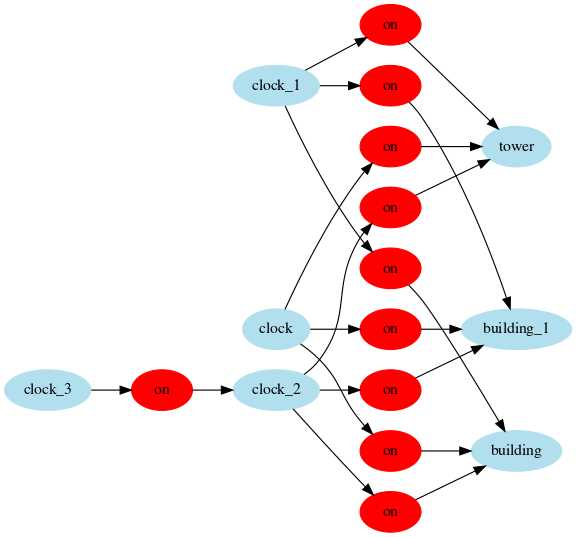 on
clock_1
on
on
tower
on
on
clock
on
building_1
clock_3
on
clock_2
on
on
building
on